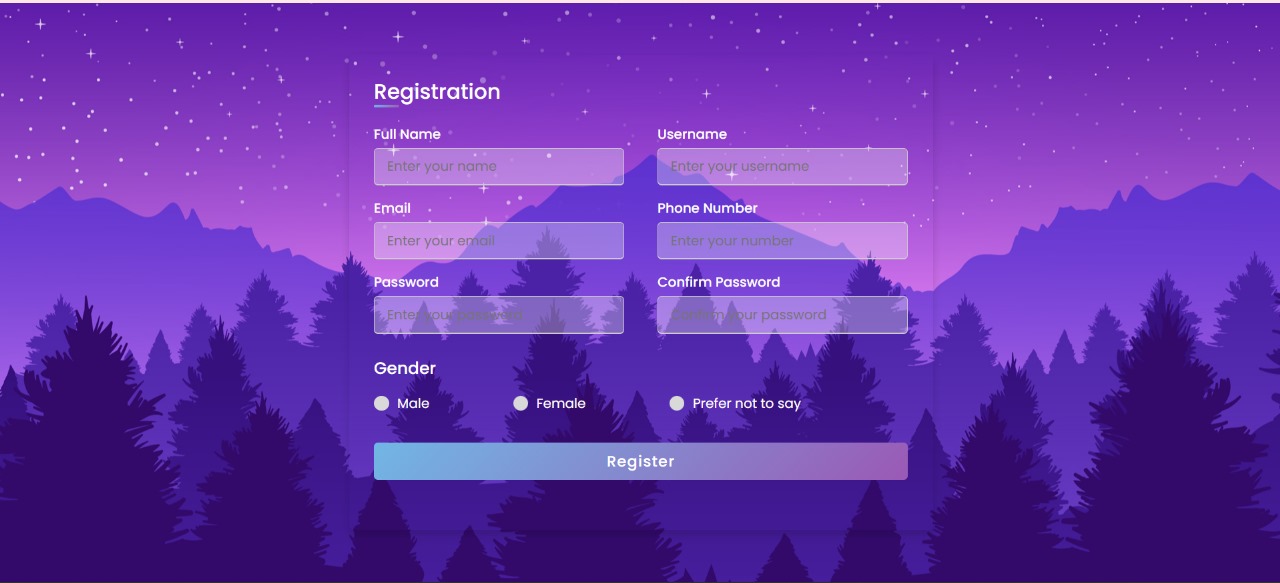 Registration
Full Name
Username
Enter your name
Enter your username
Email
Phone Number
Enter your email
Enter your number
Password
Confirm Password
Enter your password
Confirm your password
Gender
Male
Female
Prefer not to say
Register